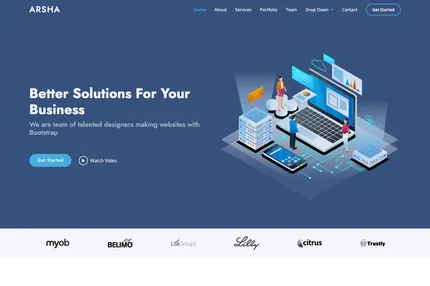 ARSHA
Home About Services Portfolio Team Drop Down Contact Get Started
Better Solutions For Your
Business
We are team of talented designers making websites with
Bootstrap
Get Started Watch Video
myob BELIMO LifeGroups Lilly citrus Trustly